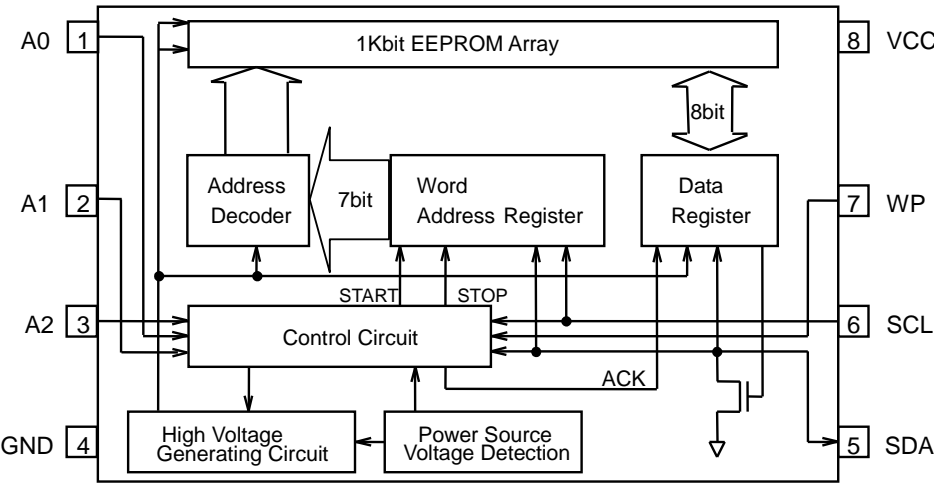 A0 1
1Kbit EEPROM Array
8 VCC
8bit
A1 2
Address
Decoder
7bit
Word
Address Register
Data
Register
7 WP
START
STOP
A2 3
Control Circuit
6 SCL
ACK
GND 4
High Voltage
Generating Circuit
Power Source
Voltage Detection
5 SDA